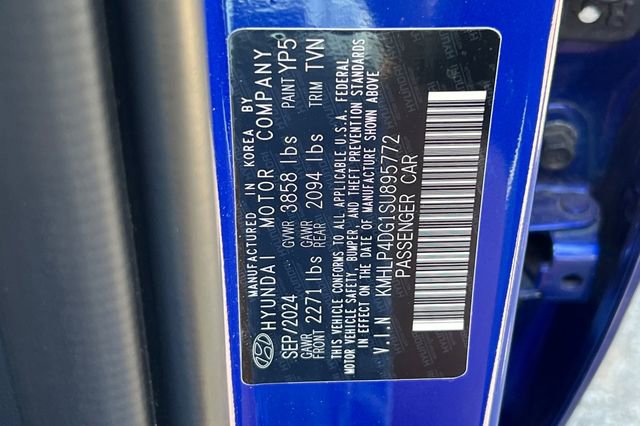 MANUFACTURED IN KOREA BY
HYUNDAI MOTOR COMPANY
SEP/2024 GVWR 3858 lbs PAINT YP5
GAWR FRONT 2271 lbs GAWR REAR 2094 lbs TRIM TVN
THIS VEHICLE CONFORMS TO ALL APPLICABLE U.S.A. FEDERAL
MOTOR VEHICLE SAFETY, BUMPER, AND THEFT PREVENTION STANDARDS
IN EFFECT ON THE DATE OF MANUFACTURE SHOWN ABOVE
V.I.N KMHLP4DG1SU895772
PASSENGER CAR